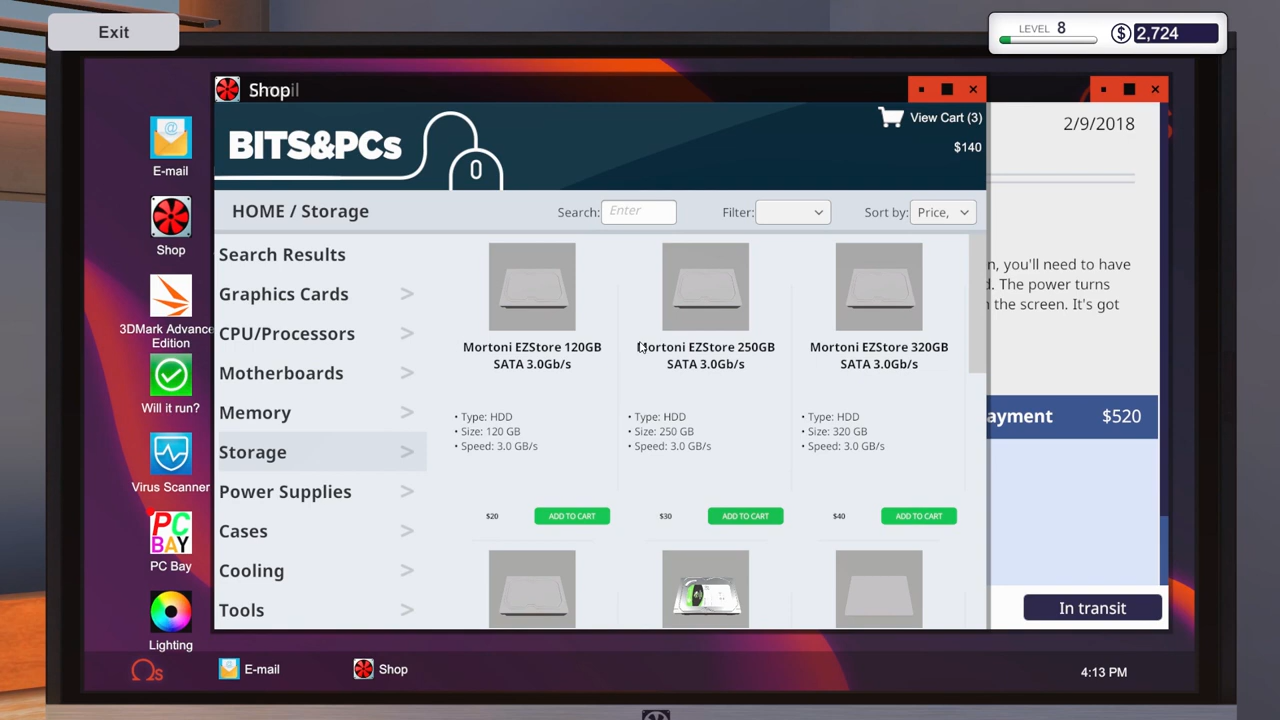 Exit
LEVEL 8
$ 2,724
Shop
BITS&PCs
View Cart (3)
$140
2/9/2018
HOME / Storage
Search: Enter
Filter:
Sort by: Price,
E-mail
Shop
3DMark Advance
Edition
Will it run?
Virus Scanner
PC BAY
PC Bay
Lighting
Search Results
Graphics Cards >
CPU/Processors >
Motherboards >
Memory >
Storage >
Power Supplies >
Cases >
Cooling >
Tools >
Mortoni EZStore 120GB
SATA 3.0Gb/s
• Type: HDD
• Size: 120 GB
• Speed: 3.0 GB/s
$20 ADD TO CART
Mortoni EZStore 250GB
SATA 3.0Gb/s
• Type: HDD
• Size: 250 GB
• Speed: 3.0 GB/s
$30 ADD TO CART
Mortoni EZStore 320GB
SATA 3.0Gb/s
• Type: HDD
• Size: 320 GB
• Speed: 3.0 GB/s
$40 ADD TO CART
n, you'll need to have
d. The power turns
the screen. It's got
ayment $520
In transit
Ωs
E-mail
Shop
4:13 PM